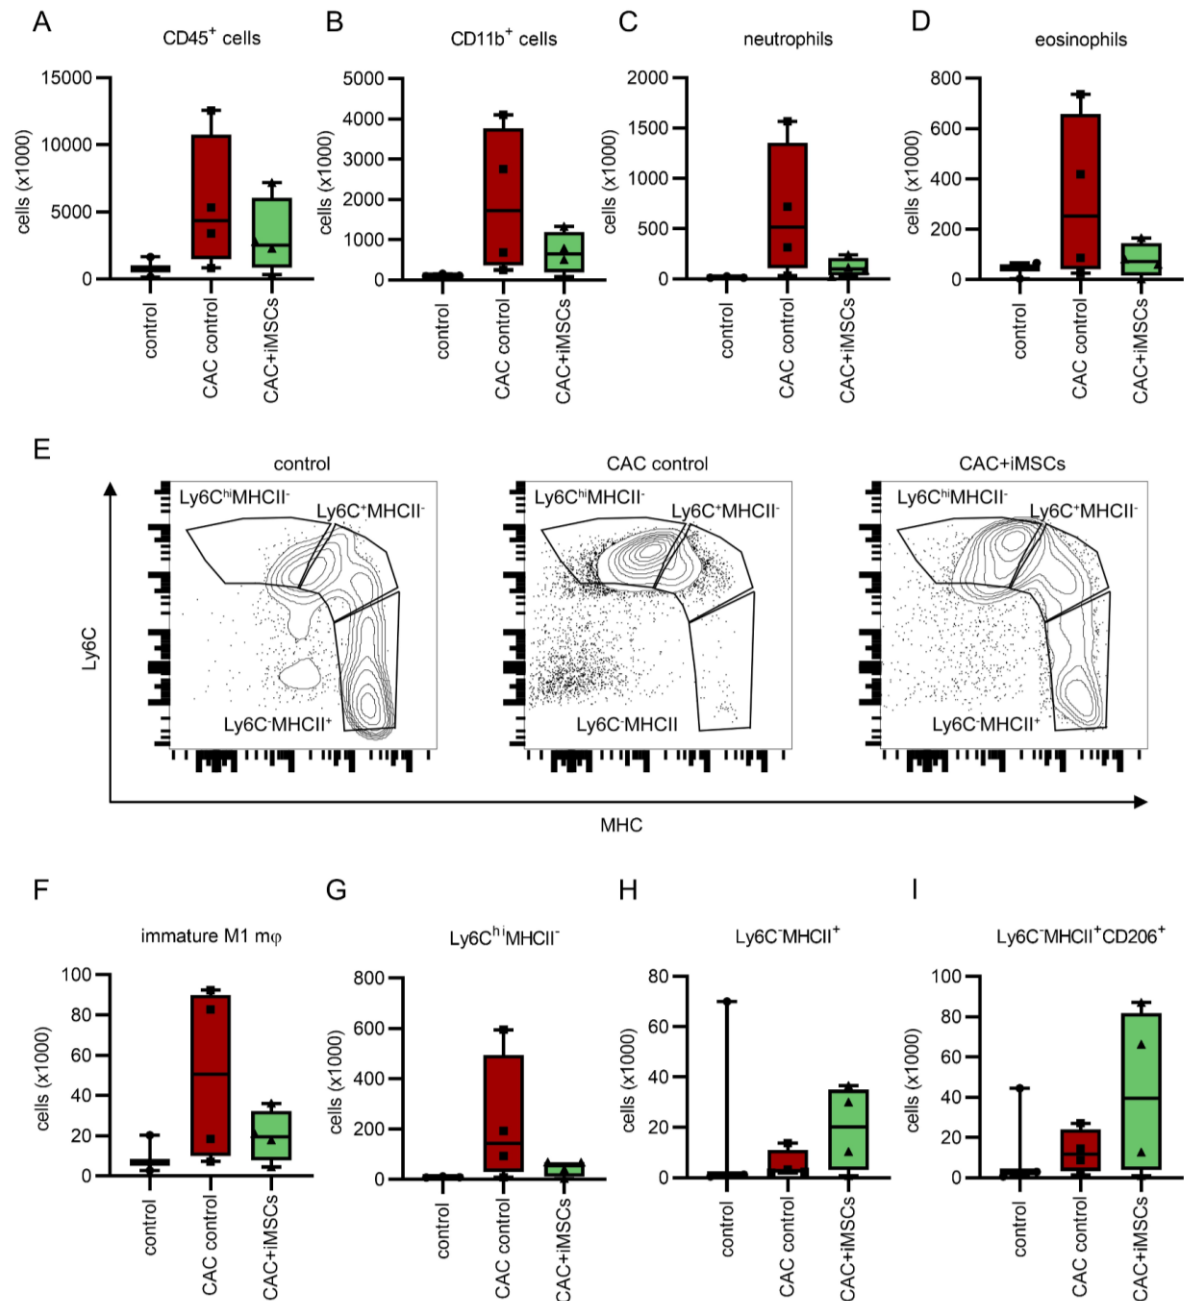 A
CD45⁺ cells
cells (x1000)
15000
10000
5000
0
control
CAC control
CAC+iMSCs
B
CD11b⁺ cells
cells (x1000)
5000
4000
3000
2000
1000
0
control
CAC control
CAC+iMSCs
C
neutrophils
cells (x1000)
2000
1500
1000
500
0
control
CAC control
CAC+iMSCs
D
eosinophils
cells (x1000)
800
600
400
200
0
control
CAC control
CAC+iMSCs
E
Ly6C
control
Ly6ChiMHCII⁻
Ly6C⁺MHCII⁻
Ly6C⁻MHCII⁺
CAC control
Ly6ChiMHCII⁻
Ly6C⁺MHCII⁻
Ly6C⁻MHCII
CAC+iMSCs
Ly6ChiMHCII⁻
Ly6C⁺MHCII⁻
Ly6C⁻MHCII⁺
MHC
F
immature M1 mφ
cells (x1000)
100
80
60
40
20
0
control
CAC control
CAC+iMSCs
G
Ly6ChiMHCII⁻
cells (x1000)
800
600
400
200
0
control
CAC control
CAC+iMSCs
H
Ly6C⁻MHCII⁺
cells (x1000)
80
60
40
20
0
control
CAC control
CAC+iMSCs
I
Ly6C⁻MHCII⁺CD206⁺
cells (x1000)
100
80
60
40
20
0
control
CAC control
CAC+iMSCs